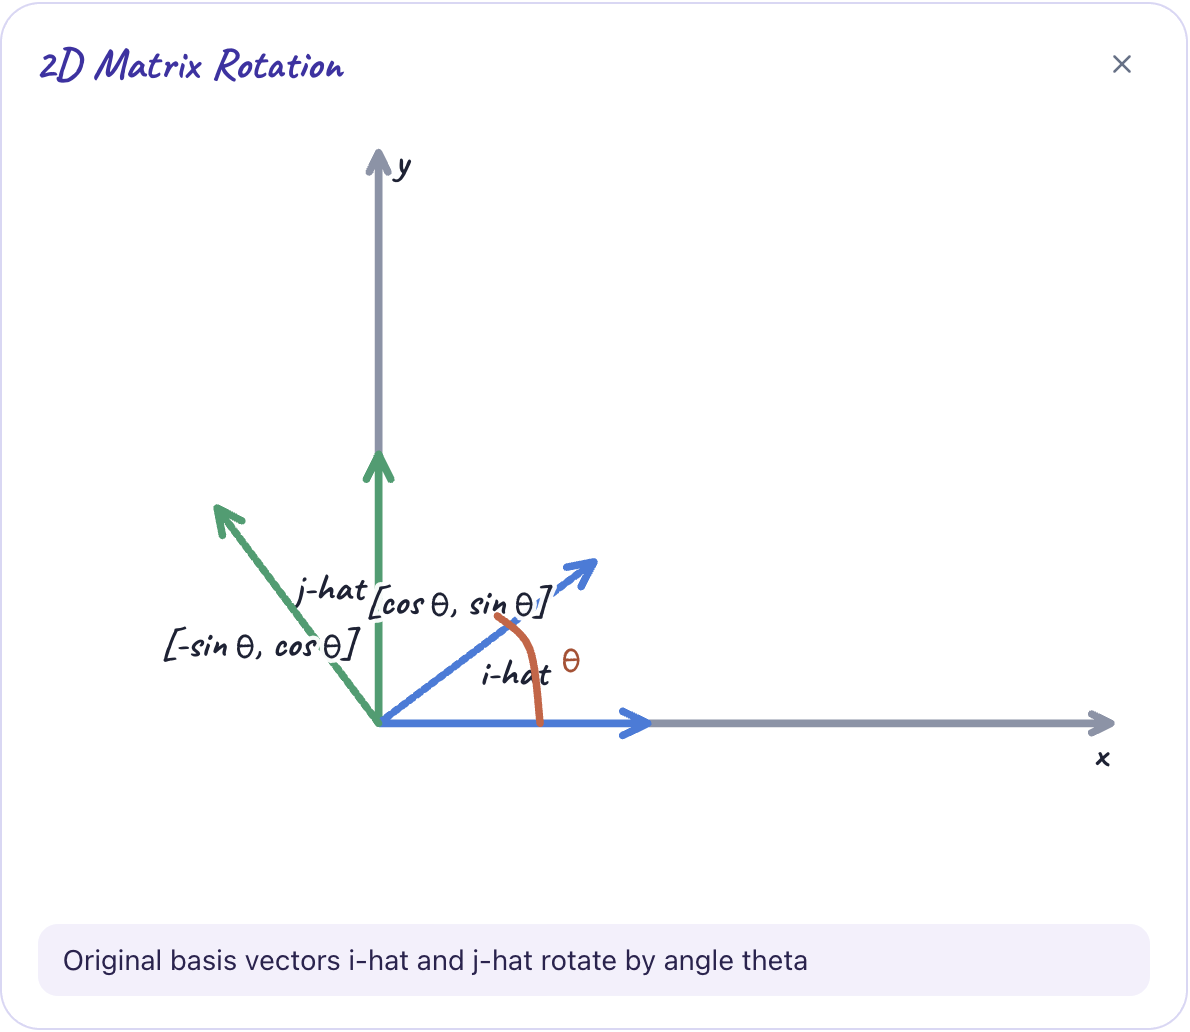 2D Matrix Rotation
y
j-hat
[cos θ, sin θ]
[-sin θ, cos θ]
i-hat
θ
x
Original basis vectors i-hat and j-hat rotate by angle theta